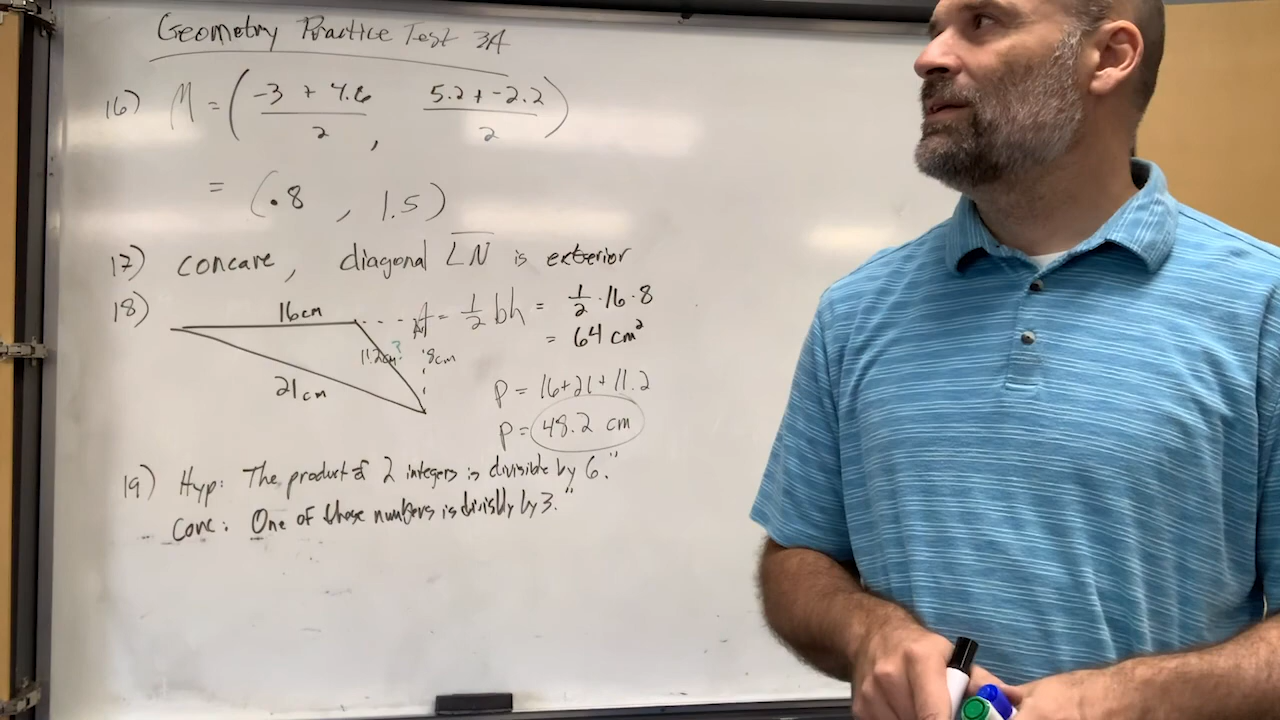 Geometry Practice Test 3A
16) M = ( -3 + 4.6 / 2 , 5.2 + -2.2 / 2 )
= ( .8 , 1.5 )
17) concave, diagonal LN is exterior
18)
16cm
11.2cm ?
8cm
21cm
A = 1/2 bh = 1/2 · 16 · 8
= 64 cm²
P = 16+21+11.2
P = 48.2 cm
19) Hyp: The product of 2 integers is divisible by 6."
Conc: One of those numbers is divisibly by 3."